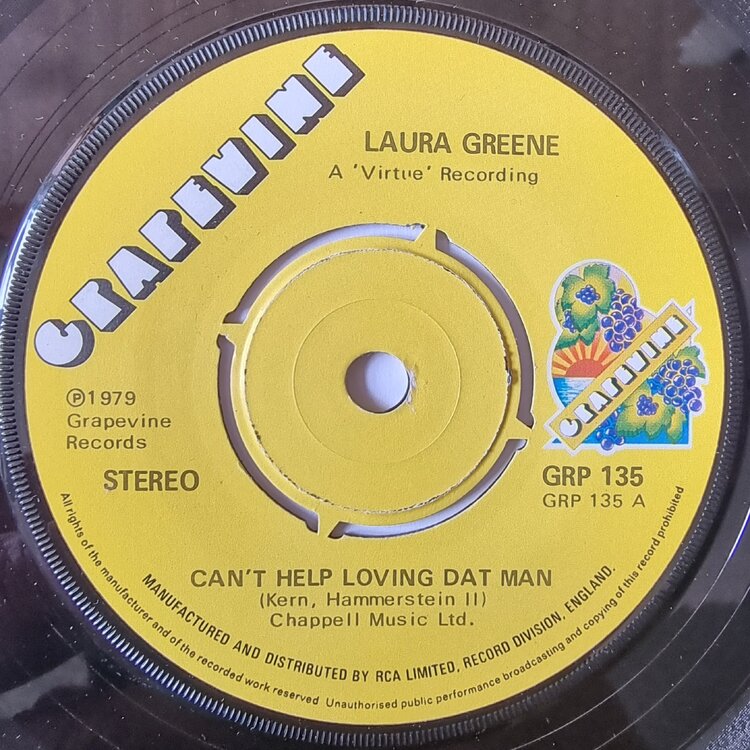 GRAPEVINE
LAURA GREENE
A 'Virtue' Recording
GRAPEVINE
℗1979
Grapevine
Records
STEREO
GRP 135
GRP 135 A
CAN'T HELP LOVING DAT MAN
(Kern, Hammerstein II)
Chappell Music Ltd.
MANUFACTURED AND DISTRIBUTED BY RCA LIMITED, RECORD DIVISION, ENGLAND.
All rights of the manufacturer and of the recorded work reserved Unauthorised public performance broadcasting and copying of this record prohibited